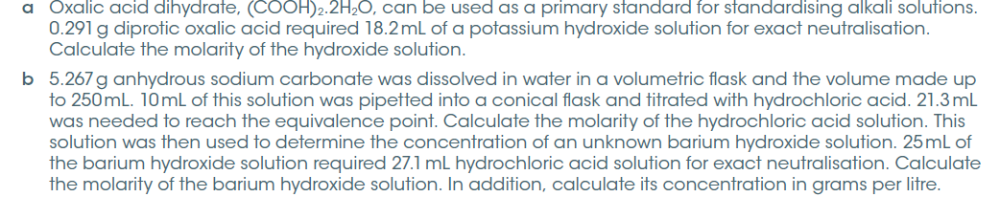 a Oxalic acid dihydrate, (COOH)₂.2H₂O, can be used as a primary standard for standardising alkali solutions.
0.291 g diprotic oxalic acid required 18.2 mL of a potassium hydroxide solution for exact neutralisation.
Calculate the molarity of the hydroxide solution.
b 5.267 g anhydrous sodium carbonate was dissolved in water in a volumetric flask and the volume made up
to 250 mL. 10 mL of this solution was pipetted into a conical flask and titrated with hydrochloric acid. 21.3 mL
was needed to reach the equivalence point. Calculate the molarity of the hydrochloric acid solution. This
solution was then used to determine the concentration of an unknown barium hydroxide solution. 25 mL of
the barium hydroxide solution required 27.1 mL hydrochloric acid solution for exact neutralisation. Calculate
the molarity of the barium hydroxide solution. In addition, calculate its concentration in grams per litre.